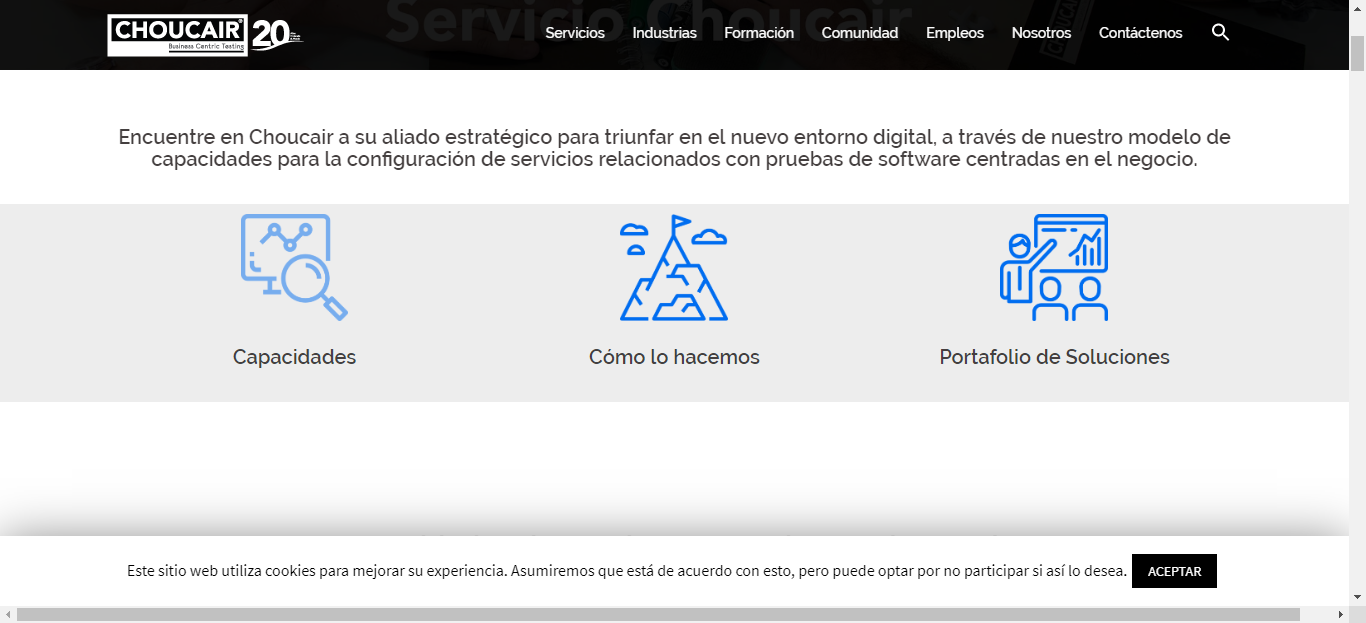 Servicio Choucair
CHOUCAIR
Business Centric Testing
20
Servicios Industrias Formación Comunidad Empleos Nosotros Contáctenos
Encuentre en Choucair a su aliado estratégico para triunfar en el nuevo entorno digital, a través de nuestro modelo de
capacidades para la configuración de servicios relacionados con pruebas de software centradas en el negocio.
Capacidades Cómo lo hacemos Portafolio de Soluciones
Este sitio web utiliza cookies para mejorar su experiencia. Asumiremos que está de acuerdo con esto, pero puede optar por no participar si así lo desea. ACEPTAR